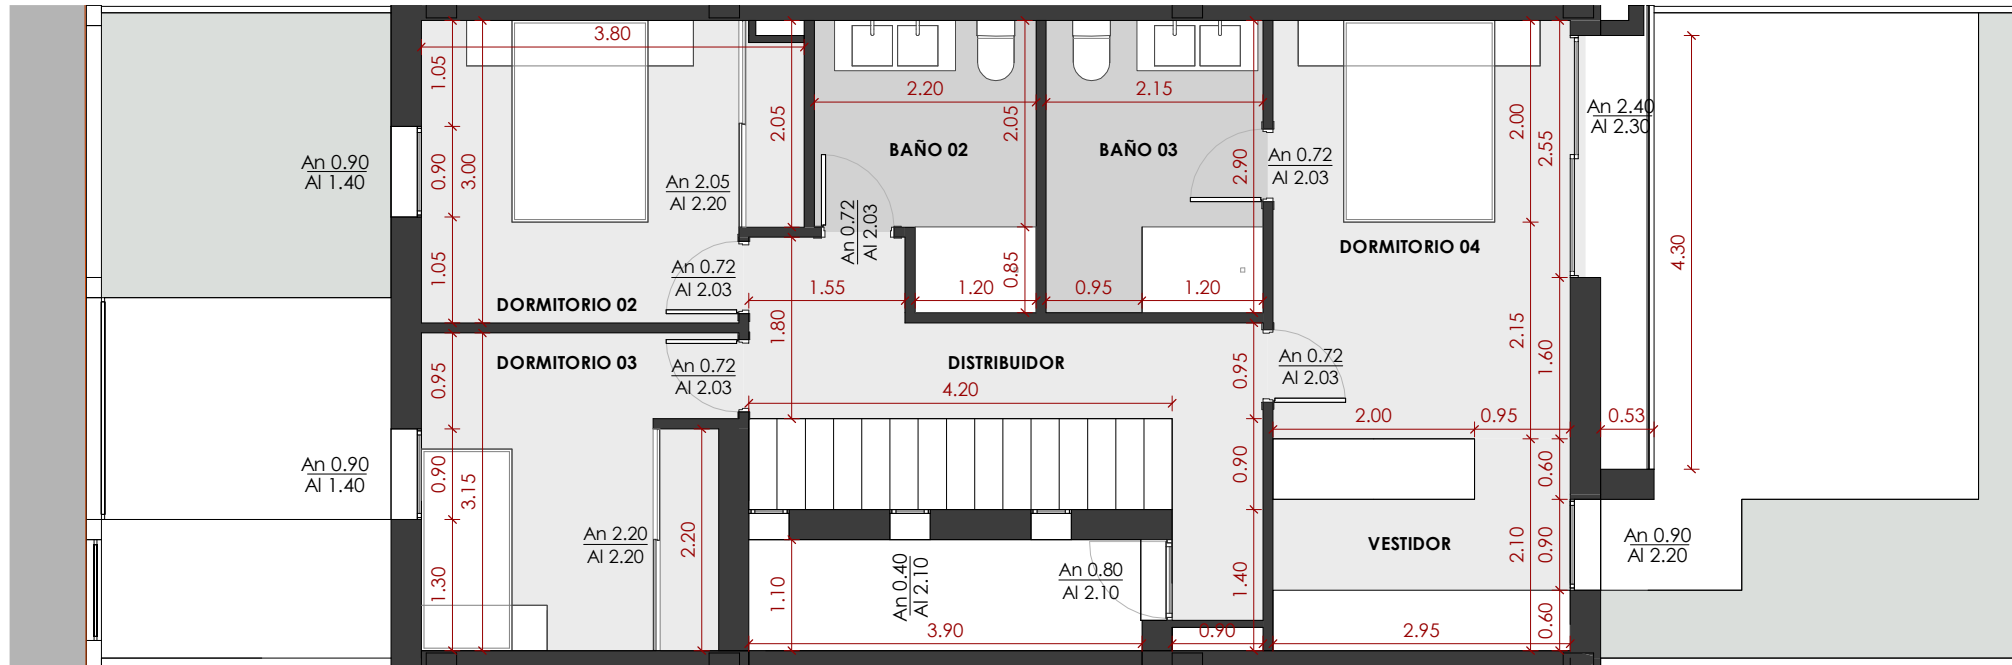 3.80
1.05
0.90
3.00
1.05
An 0.90
Al 1.40
An 2.05
Al 2.20
2.05
DORMITORIO 02
An 0.72
Al 2.03
2.20
2.05
BAÑO 02
An 0.72
Al 2.03
1.55
1.80
1.20
0.85
2.15
BAÑO 03
2.90
0.95
1.20
An 0.72
Al 2.03
2.00
2.55
DORMITORIO 04
An 2.40
Al 2.30
4.30
DORMITORIO 03
An 0.72
Al 2.03
0.95
0.90
3.15
1.30
An 0.90
Al 1.40
An 2.20
Al 2.20
2.20
DISTRIBUIDOR
4.20
0.95
0.90
1.40
An 0.72
Al 2.03
2.15
1.60
2.00
0.95
0.53
0.60
VESTIDOR
2.10
0.90
0.60
An 0.90
Al 2.20
1.10
An 0.40
Al 2.10
An 0.80
Al 2.10
3.90
0.90
2.95